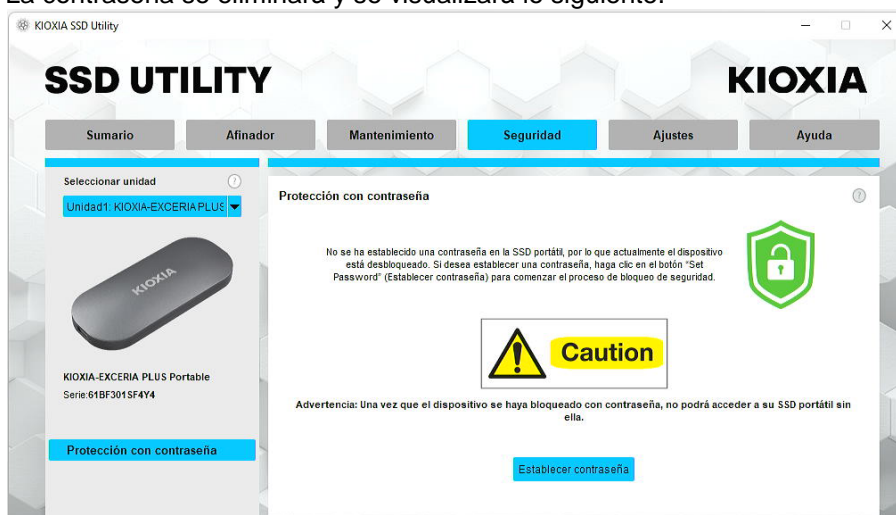 La contraseña se eliminará y se visualizará lo siguiente:
KIOXIA SSD Utility
SSD UTILITY
KIOXIA
Sumario
Afinador
Mantenimiento
Seguridad
Ajustes
Ayuda
Seleccionar unidad
?
Unidad1: KIOXIA-EXCERIA PLUS
KIOXIA
KIOXIA-EXCERIA PLUS Portable
Serie:61BF301SF4Y4
Protección con contraseña
Protección con contraseña
?
No se ha establecido una contraseña en la SSD portátil, por lo que actualmente el dispositivo
está desbloqueado. Si desea establecer una contraseña, haga clic en el botón "Set
Password" (Establecer contraseña) para comenzar el proceso de bloqueo de seguridad.
Caution
Advertencia: Una vez que el dispositivo se haya bloqueado con contraseña, no podrá acceder a su SSD portátil sin
ella.
Establecer contraseña